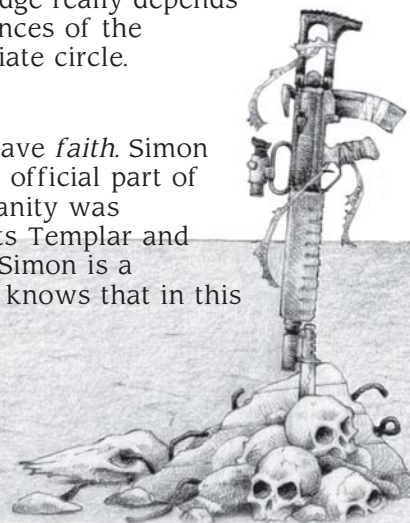 dge really depends
nces of the
iate circle.
ave faith. Simon
official part of
anity was
ts Templar and
Simon is a
knows that in this